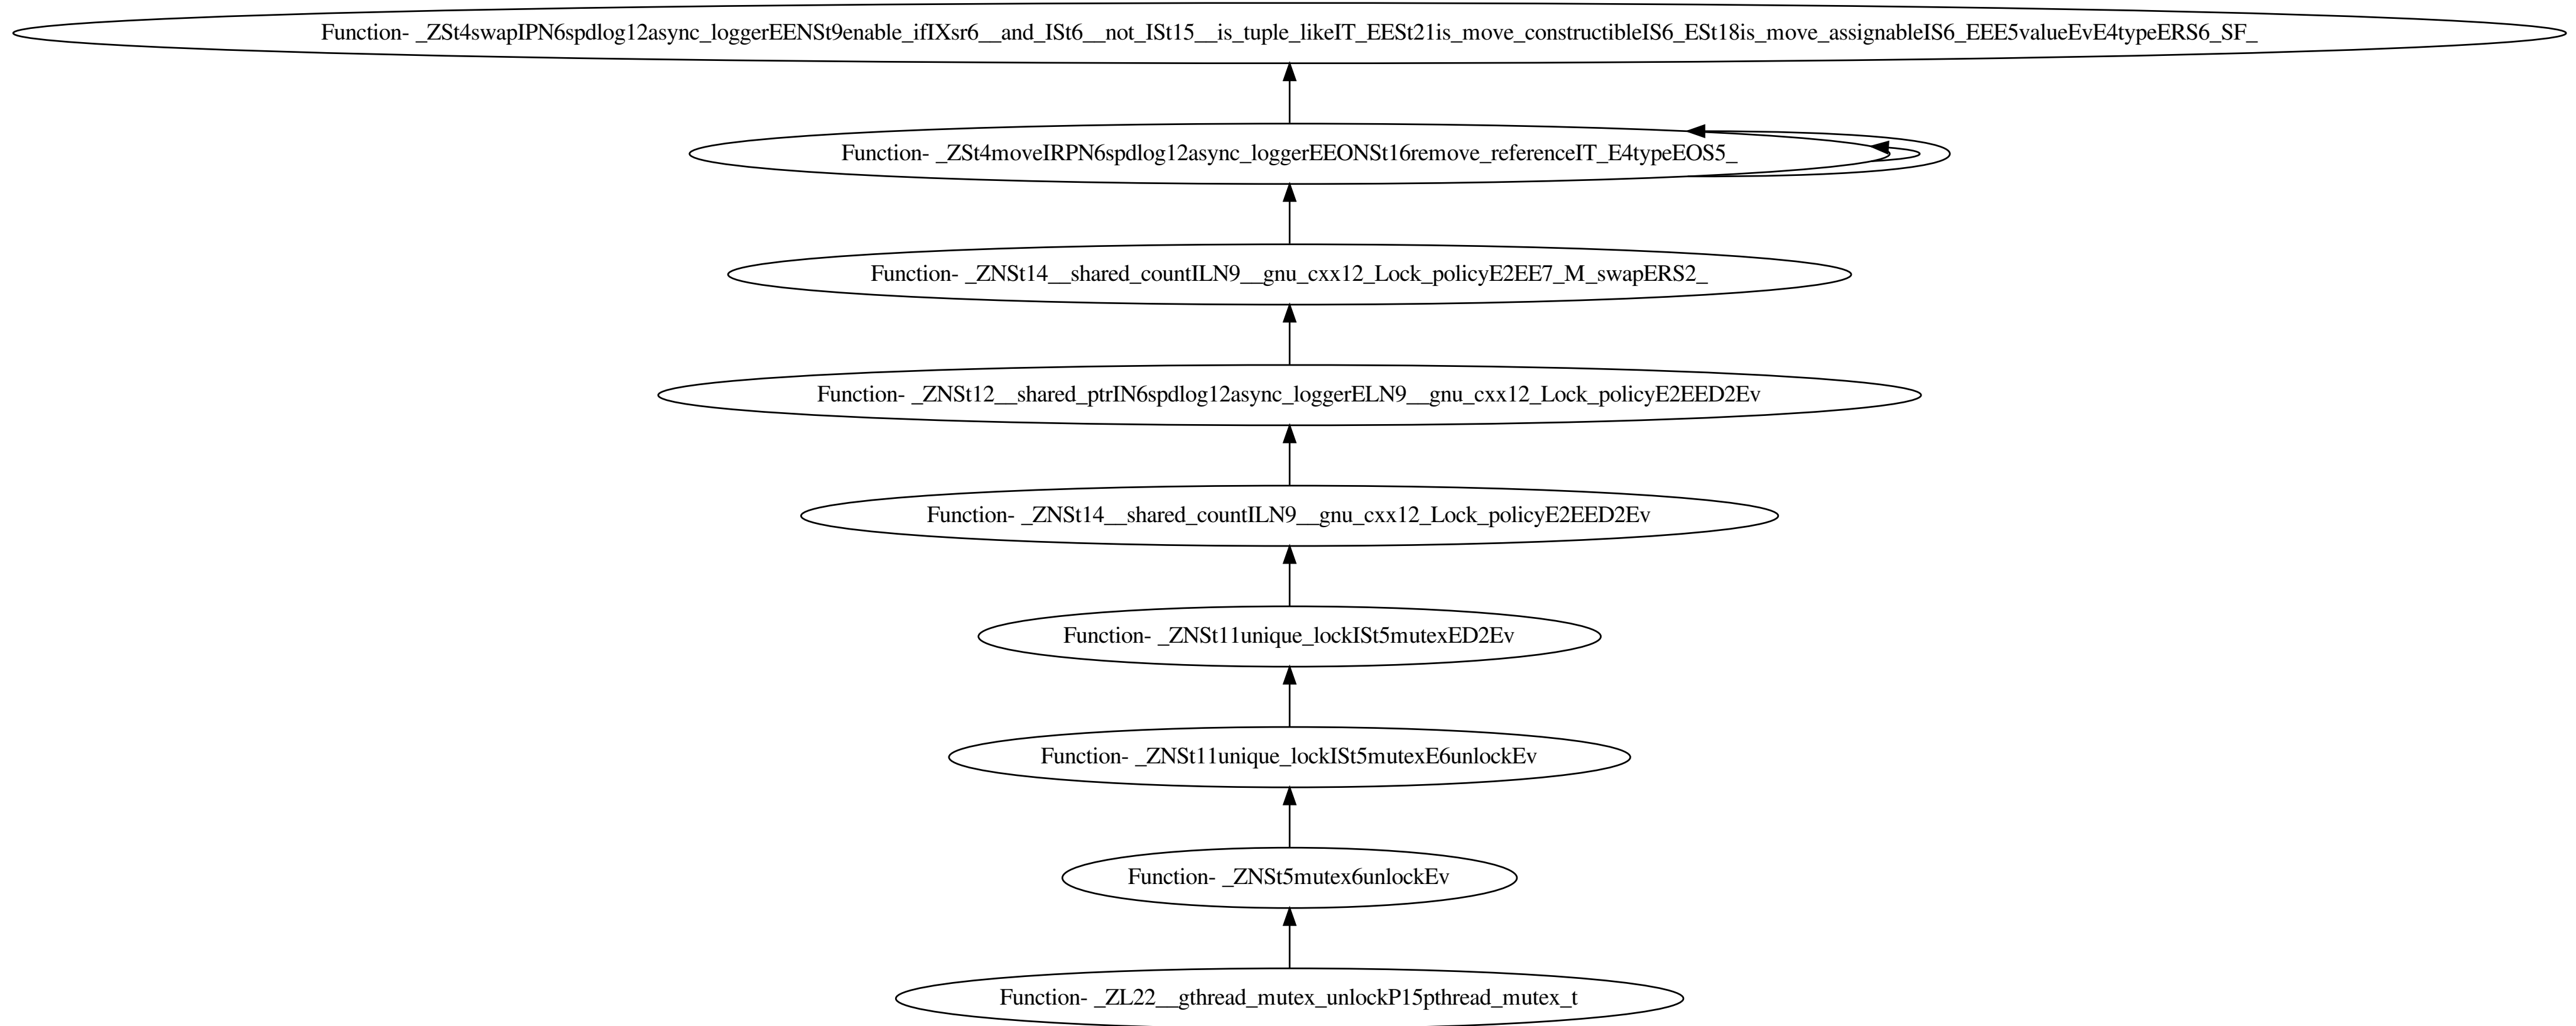 Function- _ZSt4swapIPN6spdlog12async_loggerEENSt9enable_ifIXsr6__and_ISt6__not_ISt15__is_tuple_likeIT_EESt21is_move_constructibleIS6_ESt18is_move_assignableIS6_EEE5valueEvE4typeERS6_SF_
Function- _ZSt4moveIRPN6spdlog12async_loggerEEONSt16remove_referenceIT_E4typeEOS5_
Function- _ZNSt14__shared_countILN9__gnu_cxx12_Lock_policyE2EE7_M_swapERS2_
Function- _ZNSt12__shared_ptrIN6spdlog12async_loggerELN9__gnu_cxx12_Lock_policyE2EED2Ev
Function- _ZNSt14__shared_countILN9__gnu_cxx12_Lock_policyE2EED2Ev
Function- _ZNSt11unique_lockISt5mutexED2Ev
Function- _ZNSt11unique_lockISt5mutexE6unlockEv
Function- _ZNSt5mutex6unlockEv
Function- _ZL22__gthread_mutex_unlockP15pthread_mutex_t